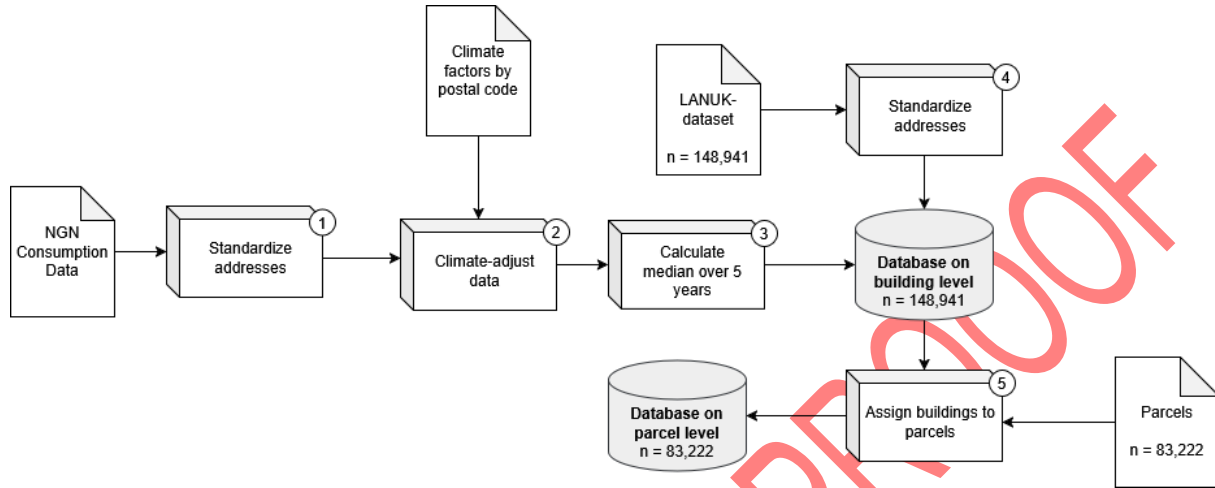 Climate
factors by
postal code
LANUK-
dataset
n = 148,941
4
Standardize
addresses
NGN
Consumption
Data
1
Standardize
addresses
2
Climate-adjust
data
3
Calculate
median over 5
years
Database on
building level
n = 148,941
Database on
parcel level
n = 83,222
5
Assign buildings to
parcels
Parcels
n = 83,222
PROOF